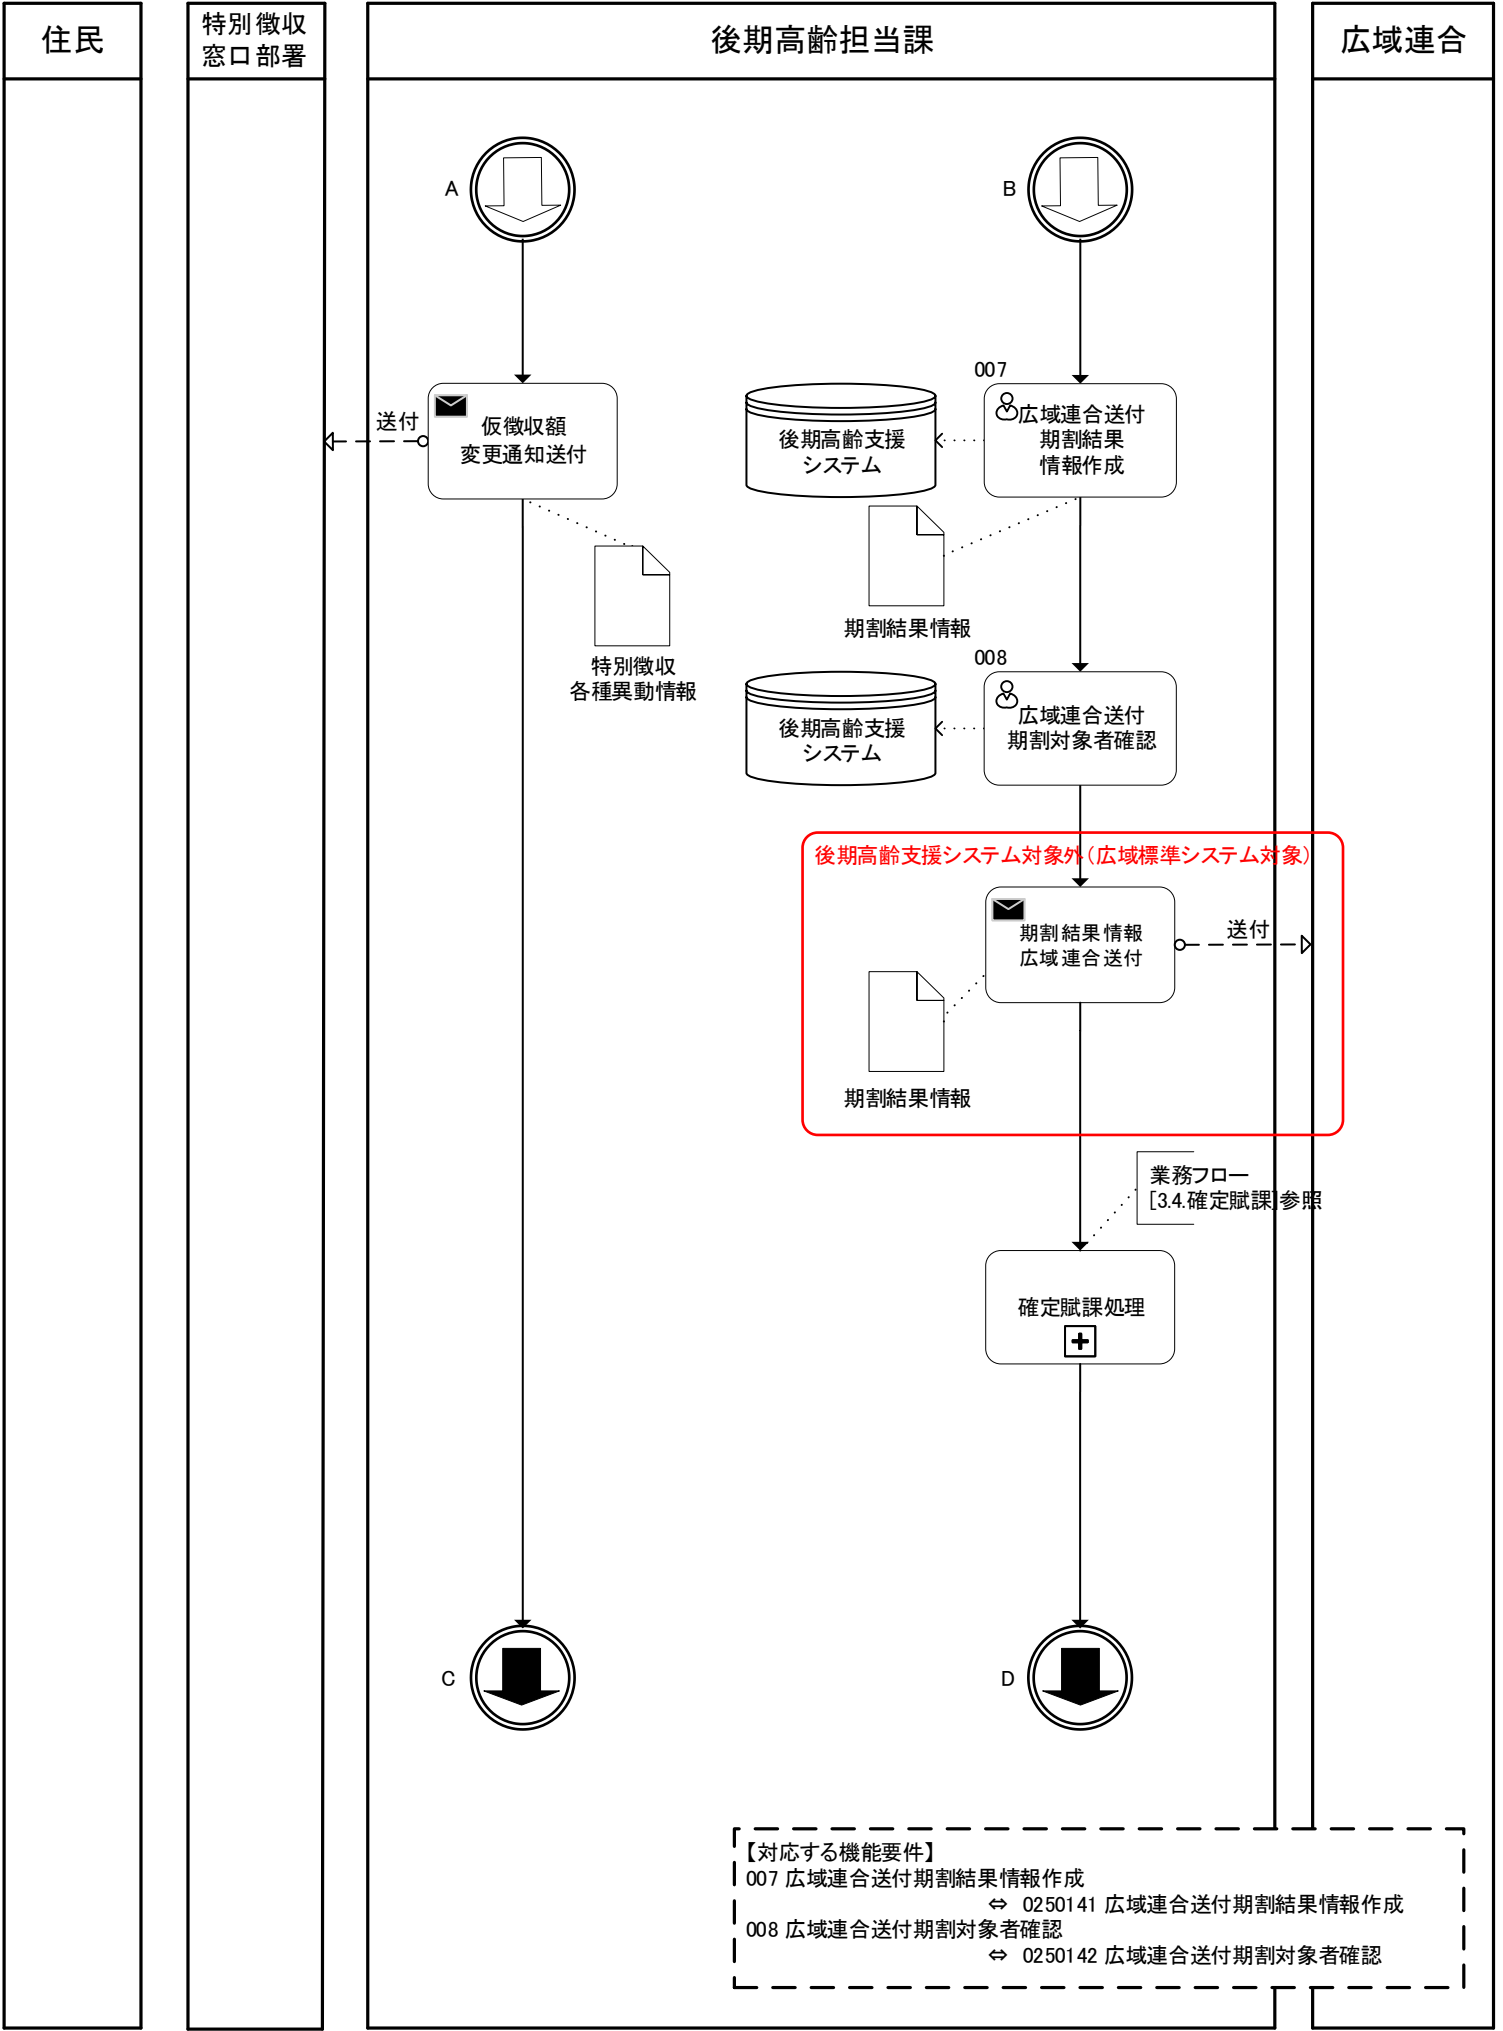 住民
特別徴収
窓口部署
後期高齢担当課
広域連合
A
B
007
送付
仮徴収額
変更通知送付
後期高齢支援
システム
広域連合送付
期割結果
情報作成
期割結果情報
特別徴収
各種異動情報
008
後期高齢支援
システム
広域連合送付
期割対象者確認
後期高齢支援システム対象外（広域標準システム対象）
期割結果情報
広域連合送付
送付
期割結果情報
業務フロー
[3.4.確定賦課]参照
確定賦課処理
C
D
【対応する機能要件】
007 広域連合送付期割結果情報作成
⇔ 0250141 広域連合送付期割結果情報作成
008 広域連合送付期割対象者確認
⇔ 0250142 広域連合送付期割対象者確認